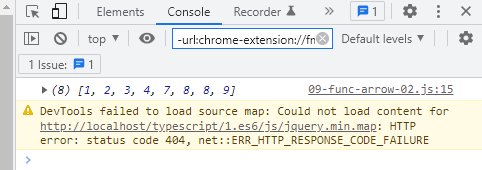 Elements Console Recorder 1
top -url:chrome-extension://fn Default levels
1 Issue: 1
(8) [1, 2, 3, 4, 7, 8, 8, 9] 09-func-arrow-02.js:15
DevTools failed to load source map: Could not load content for
http://localhost/typescript/1.es6/js/jquery.min.map: HTTP
error: status code 404, net::ERR_HTTP_RESPONSE_CODE_FAILURE